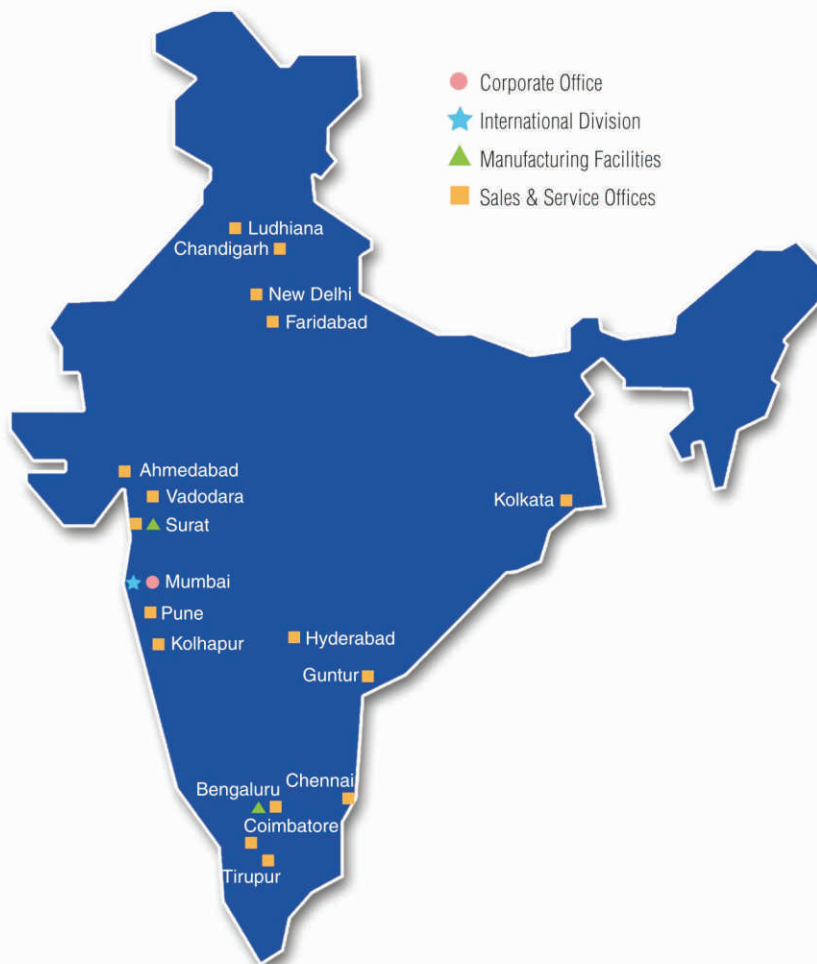 Corporate Office
International Division
Manufacturing Facilities
Sales & Service Offices
Ludhiana
Chandigarh
New Delhi
Faridabad
Ahmedabad
Vadodara
Kolkata
Surat
Mumbai
Pune
Kolhapur
Hyderabad
Guntur
Chennai
Bengaluru
Coimbatore
Tirupur